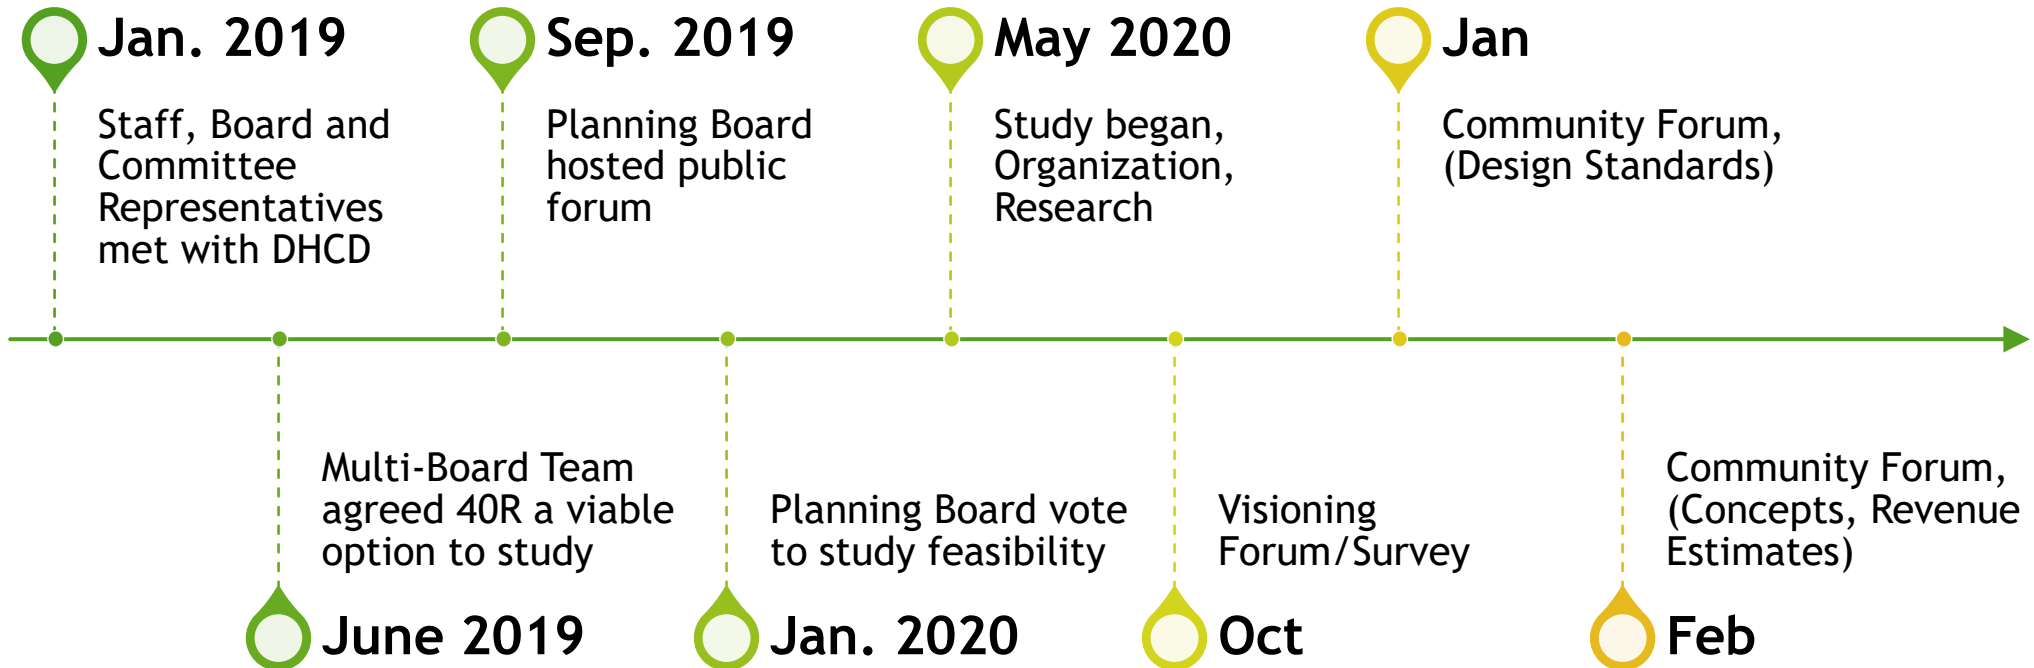 Jan. 2019
Staff, Board and
Committee
Representatives
met with DHCD
June 2019
Multi-Board Team
agreed 40R a viable
option to study
Sep. 2019
Planning Board
hosted public
forum
Jan. 2020
Planning Board vote
to study feasibility
May 2020
Study began,
Organization,
Research
Oct
Visioning
Forum/Survey
Jan
Community Forum,
(Design Standards)
Feb
Community Forum,
(Concepts, Revenue
Estimates)